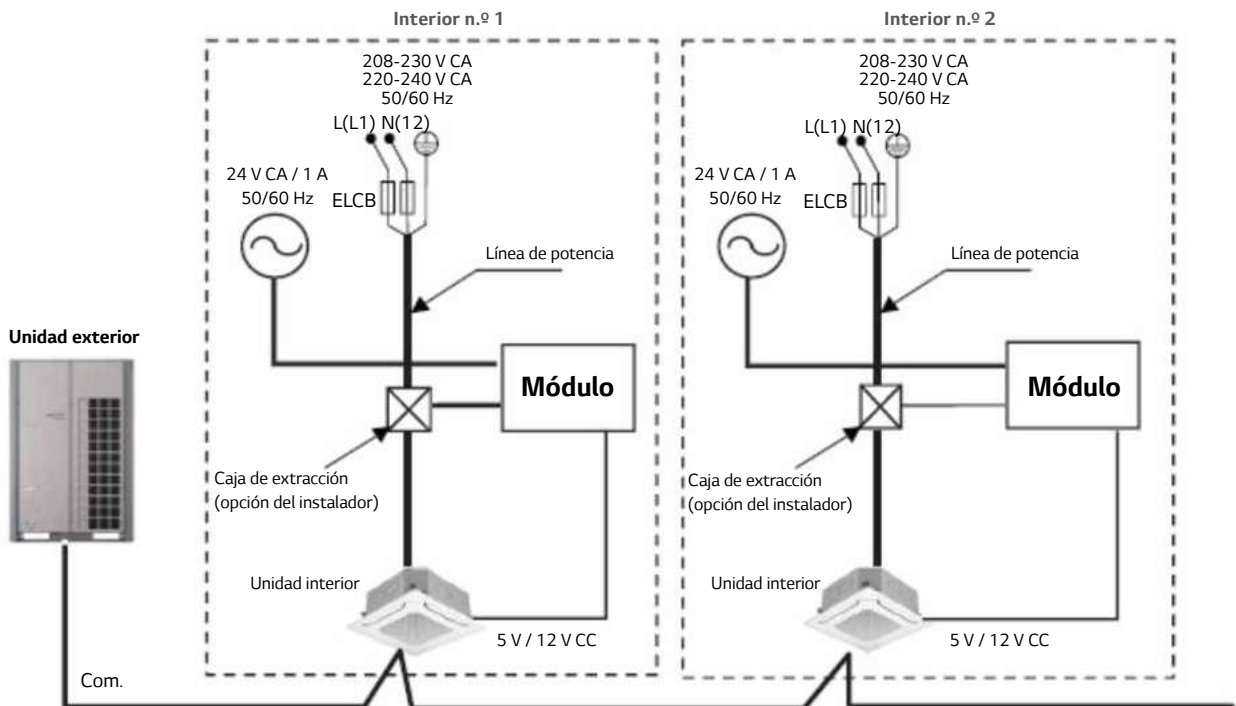 Interior n.º 1
208-230 V CA
220-240 V CA
50/60 Hz
L(L1) N(12)
24 V CA / 1 A
50/60 Hz
ELCB
Línea de potencia
Módulo
Caja de extracción
(opción del instalador)
Unidad interior
5 V / 12 V CC
Interior n.º 2
208-230 V CA
220-240 V CA
50/60 Hz
L(L1) N(12)
24 V CA / 1 A
50/60 Hz
ELCB
Línea de potencia
Módulo
Caja de extracción
(opción del instalador)
Unidad interior
5 V / 12 V CC
Unidad exterior
Com.